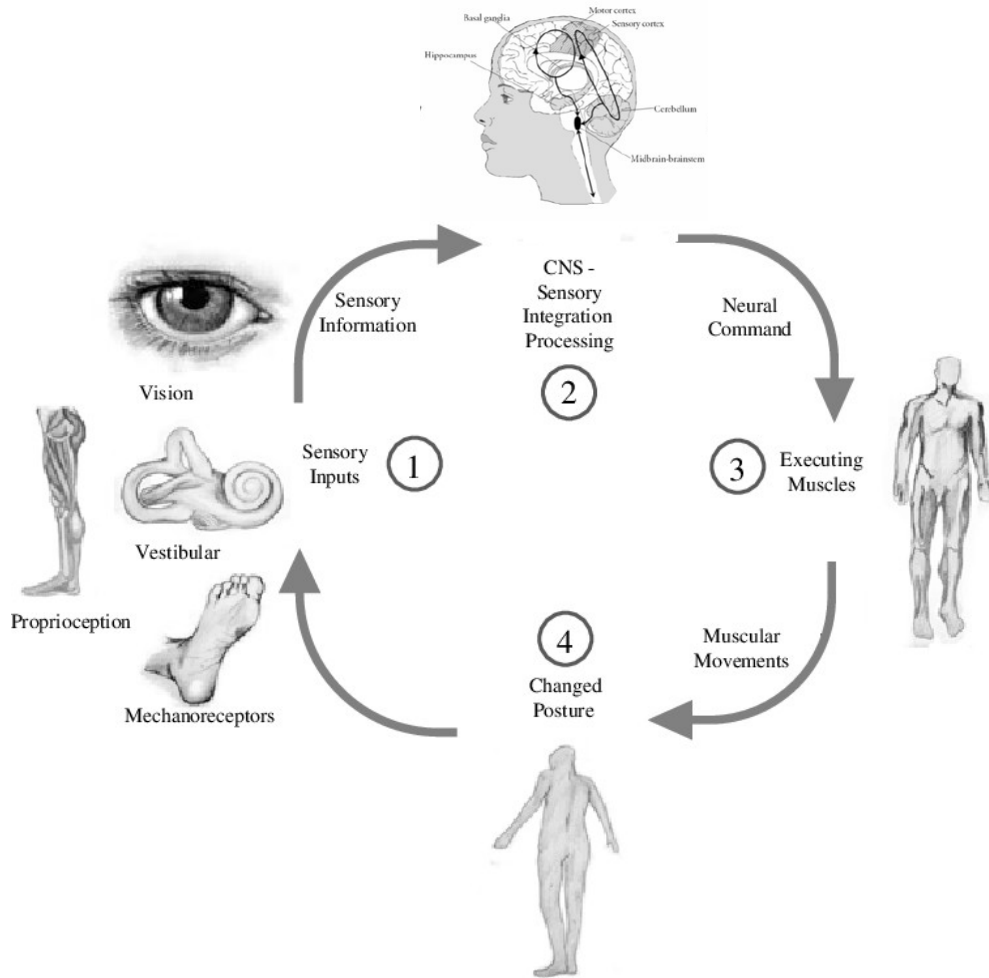 Motor cortex
Basal ganglia
Sensory cortex
Hippocampus
Cerebellum
Midbrain-brainstem
CNS -
Sensory
Integration
Processing
2
Sensory
Information
Neural
Command
Vision
Sensory
Inputs
1
3
Executing
Muscles
Vestibular
Proprioception
Mechanoreceptors
4
Changed
Posture
Muscular
Movements